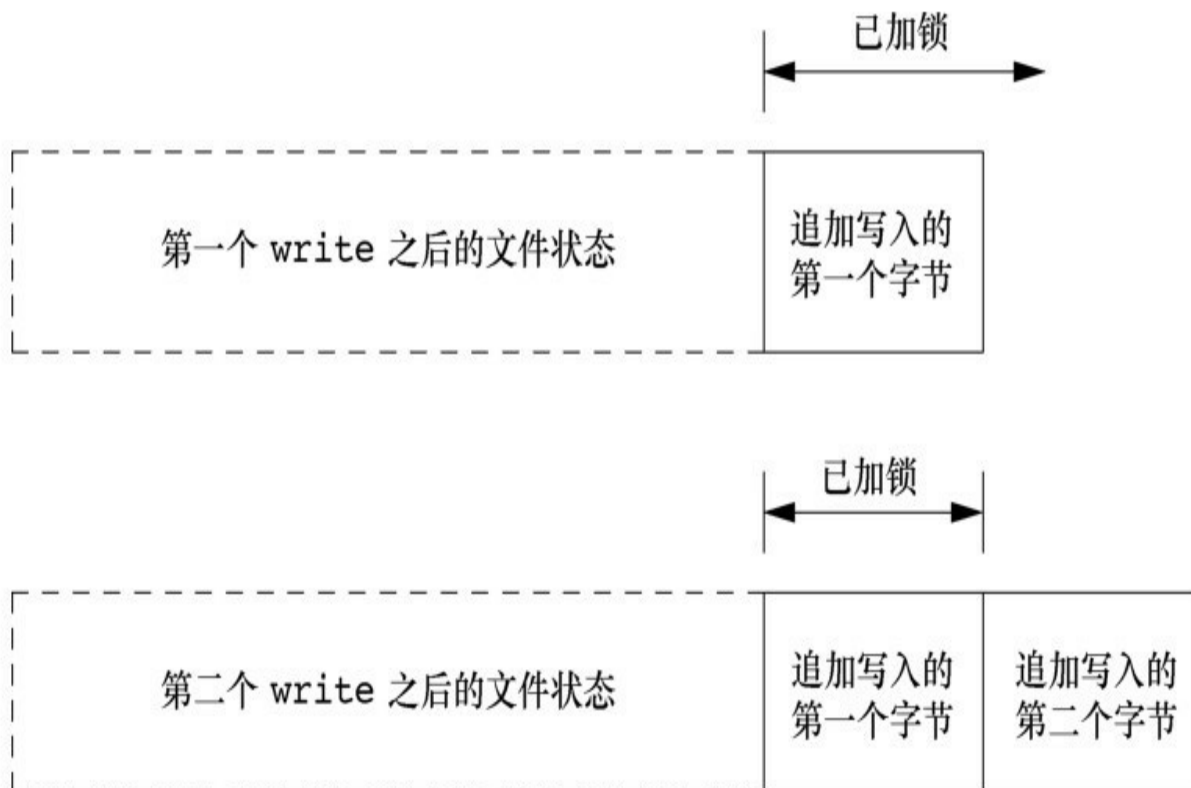 已加锁
第一个 write 之后的文件状态
追加写入的
第一个字节
已加锁
第二个 write 之后的文件状态
追加写入的
第一个字节
追加写入的
第二个字节